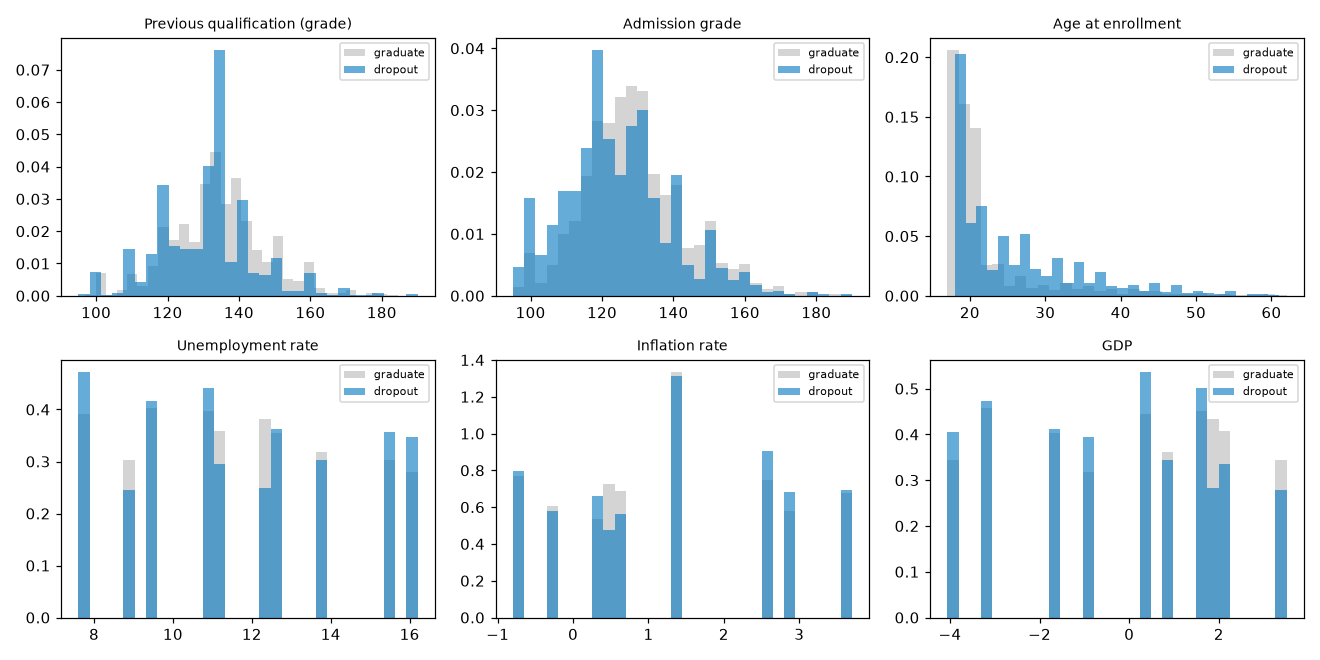 Previous qualification (grade)
graduate
dropout
0.07
0.06
0.05
0.04
0.03
0.02
0.01
0.00
100 120 140 160 180
Admission grade
graduate
dropout
0.04
0.03
0.02
0.01
0.00
100 120 140 160 180
Age at enrollment
graduate
dropout
0.20
0.15
0.10
0.05
0.00
20 30 40 50 60
Unemployment rate
graduate
dropout
0.4
0.3
0.2
0.1
0.0
8 10 12 14 16
Inflation rate
graduate
dropout
1.4
1.2
1.0
0.8
0.6
0.4
0.2
0.0
−1 0 1 2 3
GDP
graduate
dropout
0.5
0.4
0.3
0.2
0.1
0.0
−4 −2 0 2